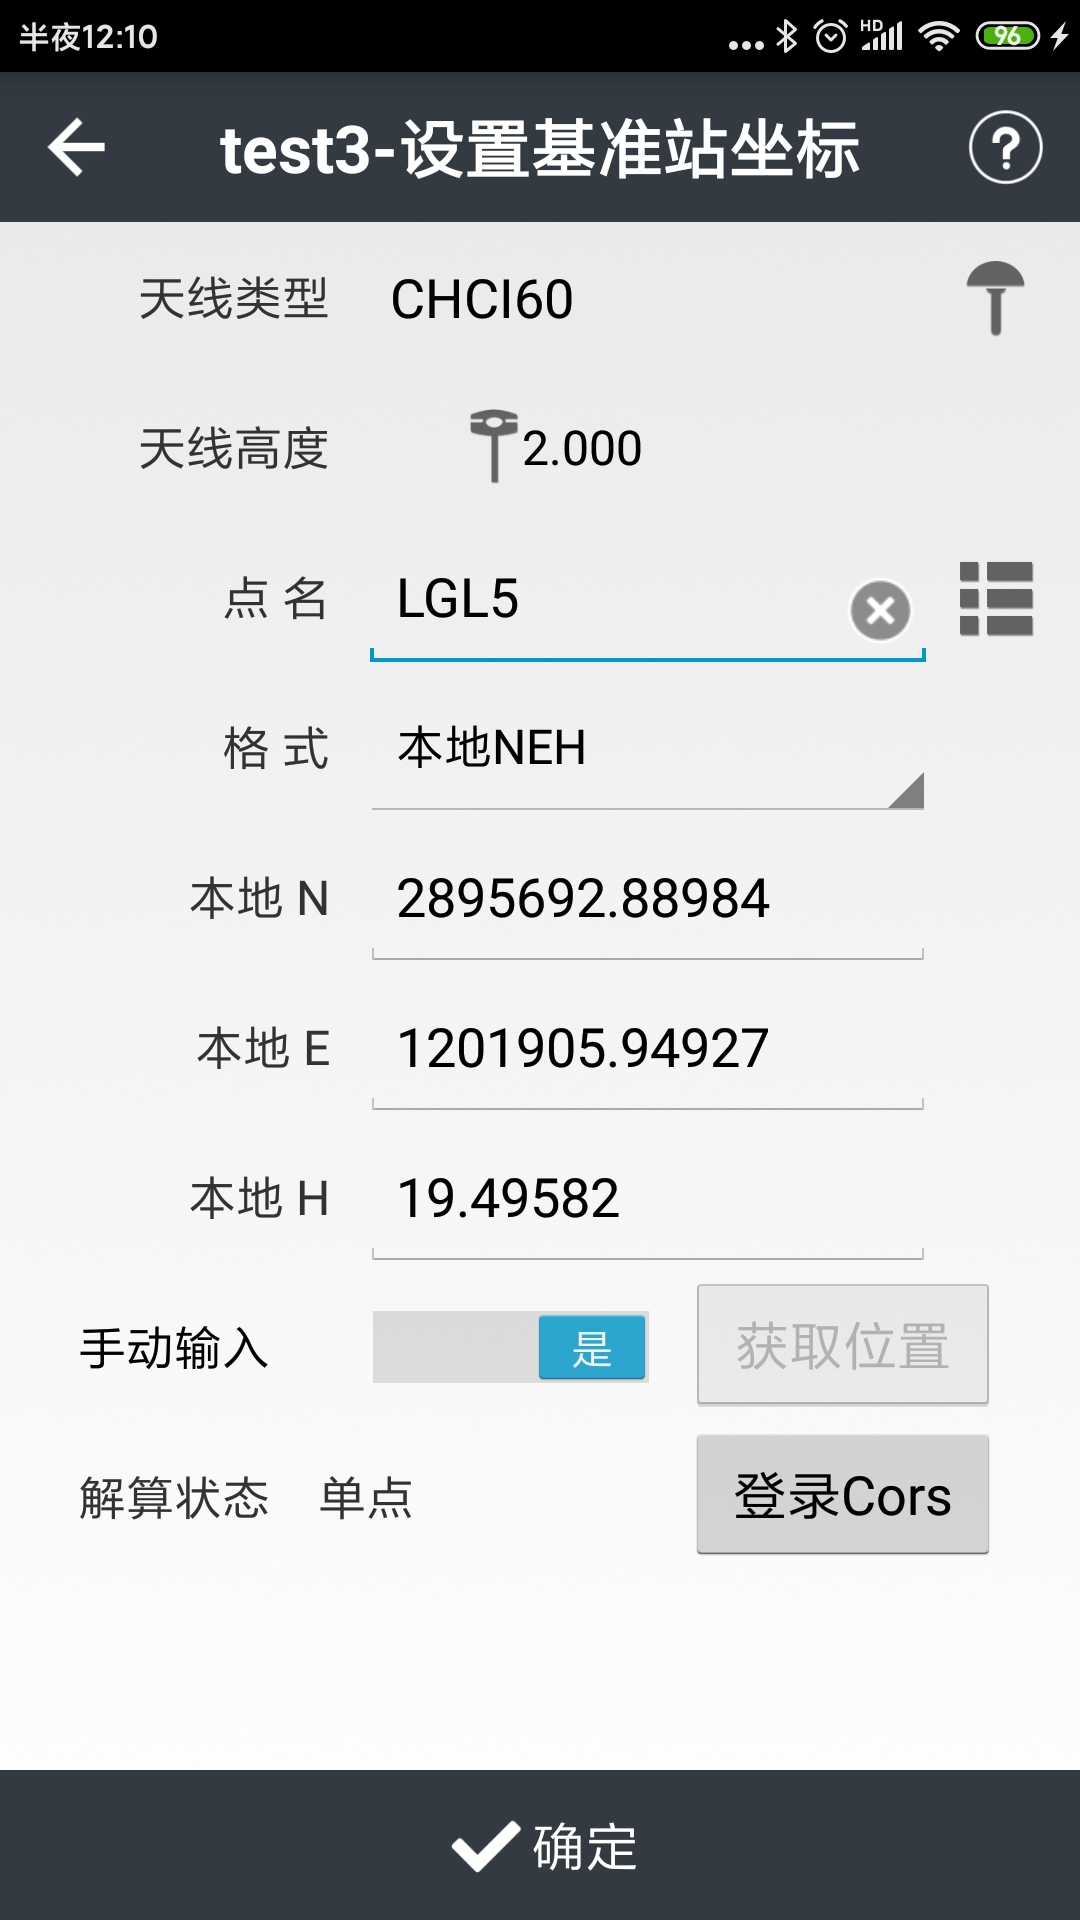 半夜12:10
HD
96
test3-设置基准站坐标
天线类型 CHCI60
天线高度 2.000
点 名 LGL5
格 式 本地NEH
本地 N 2895692.88984
本地 E 1201905.94927
本地 H 19.49582
手动输入 是 获取位置
解算状态 单点 登录Cors
确定